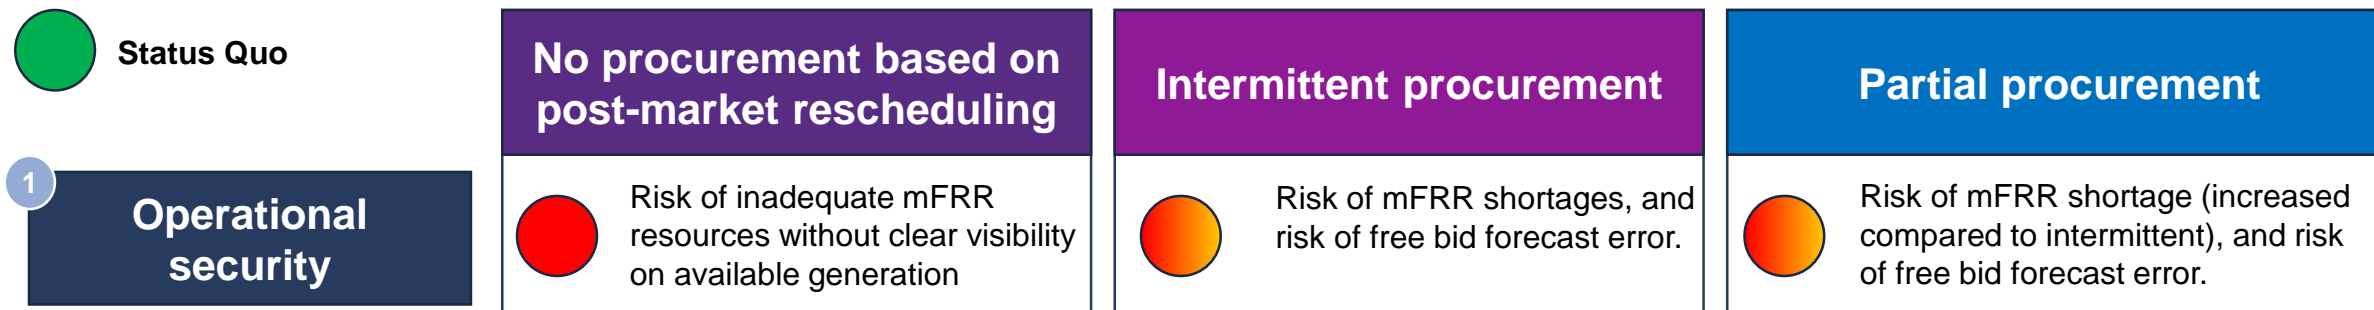 Status Quo
No procurement based on
post-market rescheduling
Intermittent procurement
Partial procurement
1
Operational
security
Risk of inadequate mFRR
resources without clear visibility
on available generation
Risk of mFRR shortages, and
risk of free bid forecast error.
Risk of mFRR shortage (increased
compared to intermittent), and risk
of free bid forecast error.